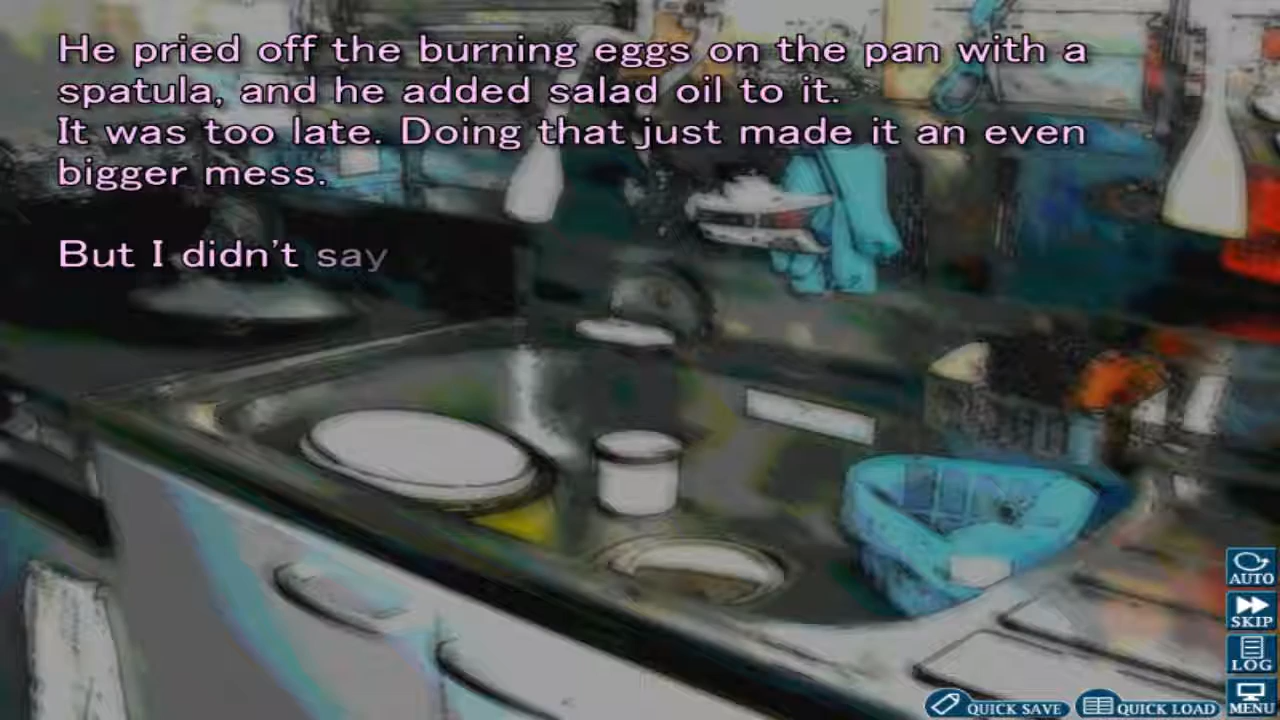 He pried off the burning eggs on the pan with a
spatula, and he added salad oil to it.
It was too late. Doing that just made it an even
bigger mess.
But I didn't say
AUTO
SKIP
LOG
MENU
QUICK SAVE
QUICK LOAD